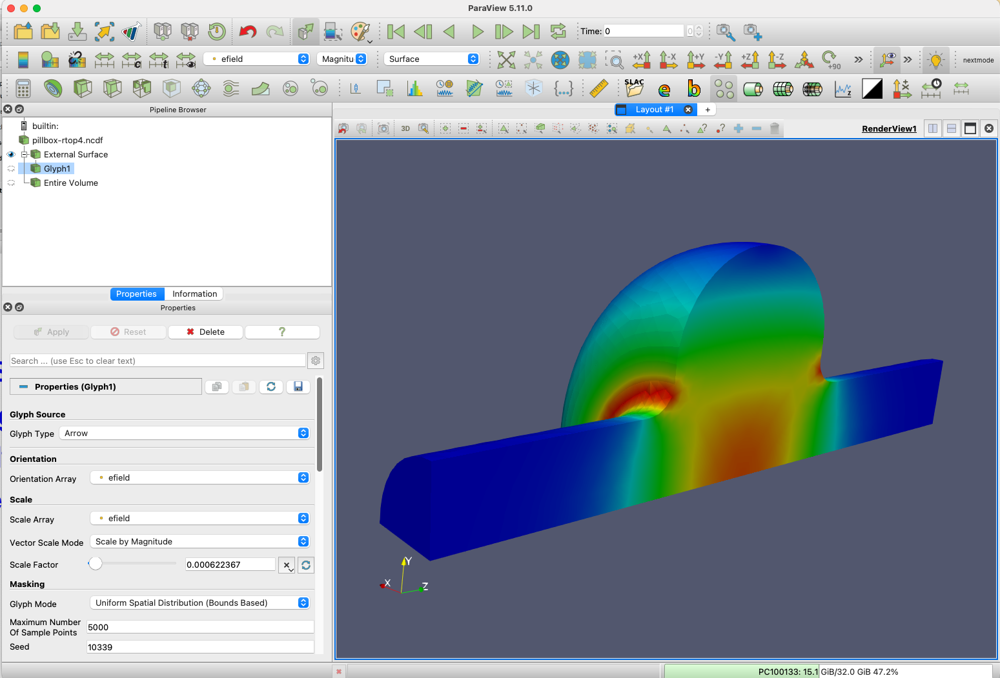 ParaView 5.11.0
Time: 0
0
efield
Magnitu
Surface
+X
-X
+Y
-Y
+Z
-Z
+90
»
»
nextmode
SLAC
e
b
Pipeline Browser
Layout #1
+
builtin:
pillbox-rtop4.ncdf
External Surface
Glyph1
Entire Volume
3D
RenderView1
Properties
Information
Properties
Apply
Reset
Delete
?
Search ... (use Esc to clear text)
Properties (Glyph1)
Glyph Source
Glyph Type Arrow
Orientation
Orientation Array efield
Scale
Scale Array efield
Vector Scale Mode Scale by Magnitude
Scale Factor 0.000622367
Masking
Glyph Mode Uniform Spatial Distribution (Bounds Based)
Maximum Number
Of Sample Points 5000
Seed 10339
Y
X
Z
PC100133: 15.1 GiB/32.0 GiB 47.2%